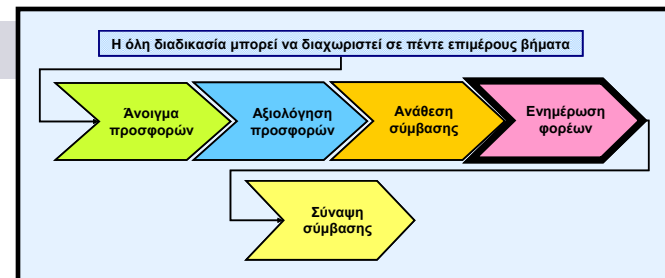 Η όλη διαδικασία μπορεί να διαχωριστεί σε πέντε επιμέρους βήματα
Άνοιγμα
προσφορών
Αξιολόγηση
προσφορών
Ανάθεση
σύμβασης
Ενημέρωση
φορέων
Σύναψη
σύμβασης